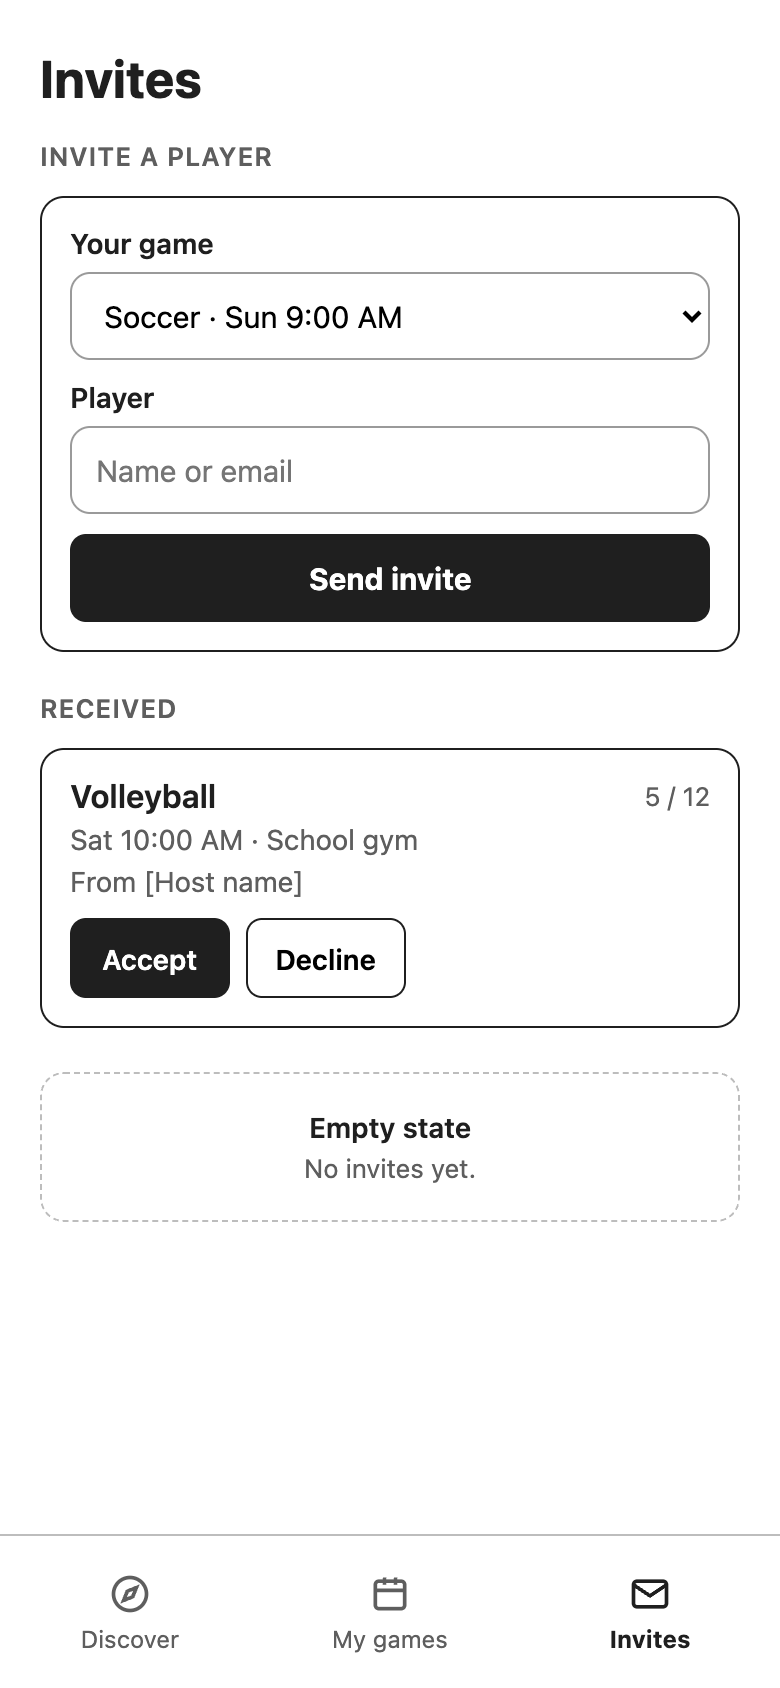 Invites
INVITE A PLAYER
Your game
Soccer · Sun 9:00 AM
Player
Name or email
Send invite
RECEIVED
Volleyball 5 / 12
Sat 10:00 AM · School gym
From [Host name]
Accept Decline
Empty state
No invites yet.
Discover My games Invites